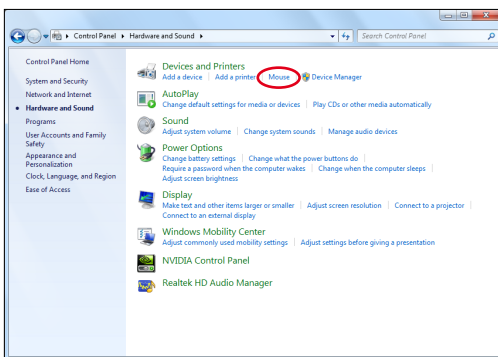 Control Panel Hardware and Sound
Search Control Panel
Control Panel Home
System and Security
Network and Internet
Hardware and Sound
Programs
User Accounts and Family
Safety
Appearance and
Personalization
Clock, Language, and Region
Ease of Access
Devices and Printers
Add a device Add a printer Mouse Device Manager
AutoPlay
Change default settings for media or devices Play CDs or other media automatically
Sound
Adjust system volume Change system sounds Manage audio devices
Power Options
Change battery settings Change what the power buttons do
Require a password when the computer wakes Change when the computer sleeps
Adjust screen brightness
Display
Make text and other items larger or smaller Adjust screen resolution Connect to a projector
Connect to an external display
Windows Mobility Center
Adjust commonly used mobility settings Adjust settings before giving a presentation
NVIDIA Control Panel
Realtek HD Audio Manager